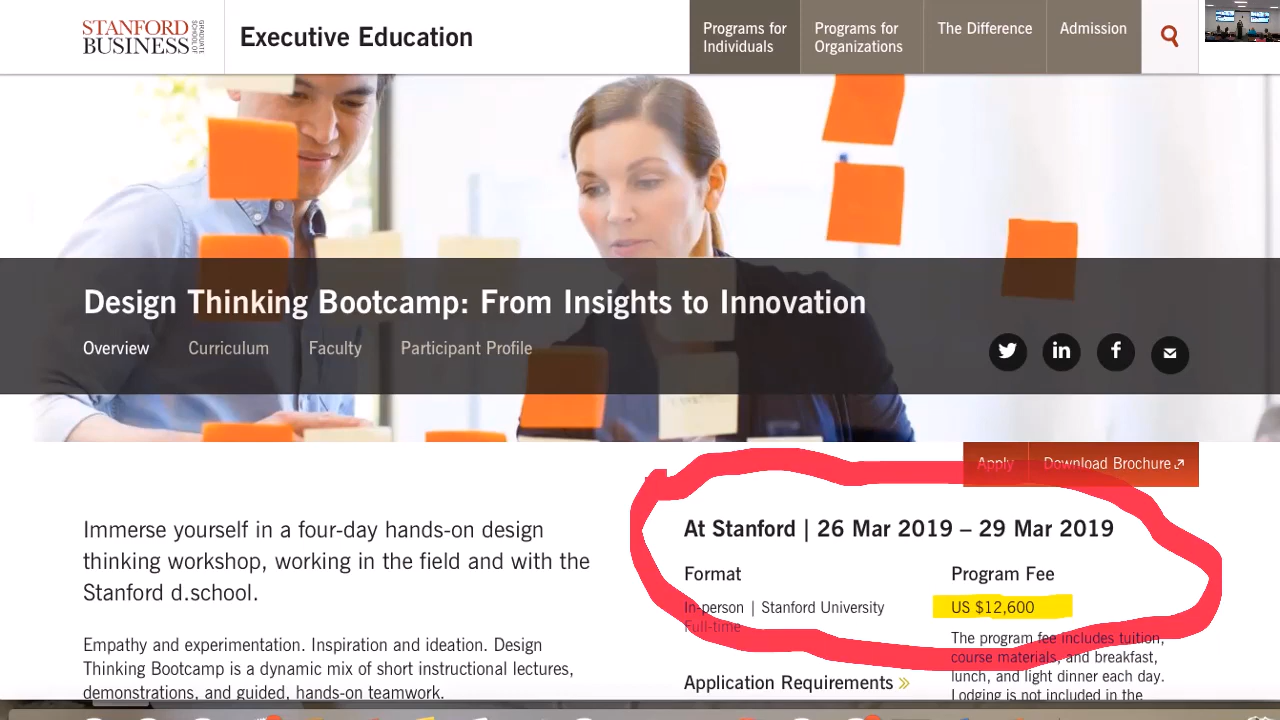 STANFORD
BUSINESS
GRADUATE
SCHOOL OF
Executive Education
Programs for
Individuals
Programs for
Organizations
The Difference
Admission
Design Thinking Bootcamp: From Insights to Innovation
Overview
Curriculum
Faculty
Participant Profile
Apply
Download Brochure
Immerse yourself in a four-day hands-on design
thinking workshop, working in the field and with the
Stanford d.school.
Empathy and experimentation. Inspiration and ideation. Design
Thinking Bootcamp is a dynamic mix of short instructional lectures,
demonstrations, and guided, hands-on teamwork.
At Stanford | 26 Mar 2019 – 29 Mar 2019
Format
In-person | Stanford University
Full-time
Program Fee
US $12,600
The program fee includes tuition,
course materials, and breakfast,
lunch, and light dinner each day.
Lodging is not included in the
Application Requirements